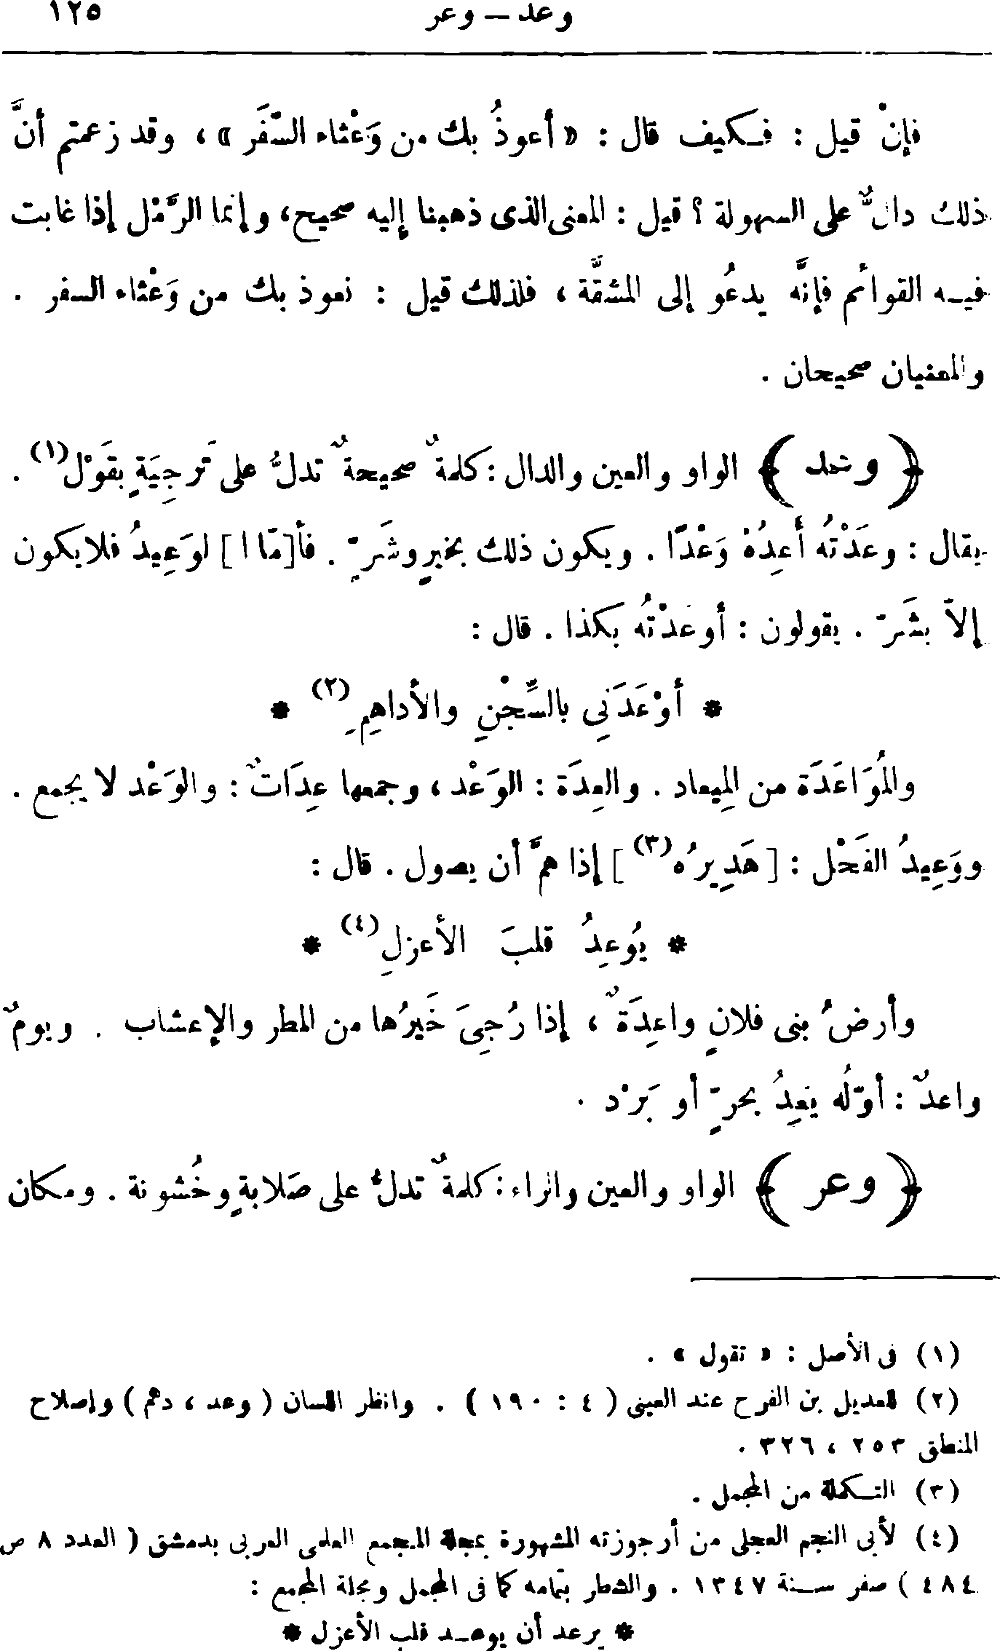 وعد — وعر ١٢٥
فإنْ قيل : فكيف قال : « أعوذُ بك من وَعْثاء السَّفَر » ، وقد زعمتم أنَّ
ذلك دالٌّ على السهولة ؟ قيل : المعنى الذى ذهبنا إليه صحيح، وإنما الرَّمْل إذا غابت
فيه القوائم فإنَّه يدعُو إلى المشقَّة ، فلذلك قيل : نعوذ بك من وَعْثاء السفر .
والمعنيان صحيحان .
﴿ وعد ﴾ الواو والعين والدال : كلمةٌ صحيحةٌ تدلُّ على تَرجِيَةٍ بقَوْل(١) .
يقال : وعَدْتُه أَعِدُهُ وَعْدًا . ويكون ذلك بخيرٍ وشَرٍّ . فأ[مّا ا] لوَعِيدُ فلا يكون
إلاّ بشَرّ . يقولون : أوعَدْتُه بكذا . قال :
* أوْعَدَنِى بالسِّجْنِ والأداهِمِ(٢) *
والمُوَاعَدَة من المِيعاد . والعِدَة : الوَعْد ، وجمعها عِدَاتٌ : والوَعْد لا يجمع .
ووَعِيدُ الفَحْل : [ هَدِيرُه(٣) ] إذا همَّ أن يصول . قال :
* يُوعِدُ قلبَ الأعزلِ(٤) *
وأرضُ بنى فلانٍ واعِدَةٌ ، إذا رُجِىَ خَيرُها من المطر والإعشاب . ويومٌ
واعدٌ : أوّلُه يَعِدُ بحرٍّ أو بَرْد .
﴿ وعر ﴾ الواو والعين والراء : كلمةٌ تدلُّ على صَلابةٍ وخُشونة . ومكان
(١) فى الأصل : « تقول » .
(٢) للعديل بن الفرح عند العينى ( ٤ : ١٩٠ ) . وانظر اللسان ( وعد ، دهم ) وإصلاح
المنطق ٢٥٣ ، ٣٢٦ .
(٣) التكملة من المجمل .
(٤) لأبى النجم العجلى من أرجوزته المشهورة بمجلة المجمع العلمى العربى بدمشق ( العدد ٨ ص
٤٨٤ ) صفر سنة ١٣٤٧ . والشطر بتمامه كما فى المجمل ومجلة المجمع :
* يرعد أن يوعد قلب الأعزل *